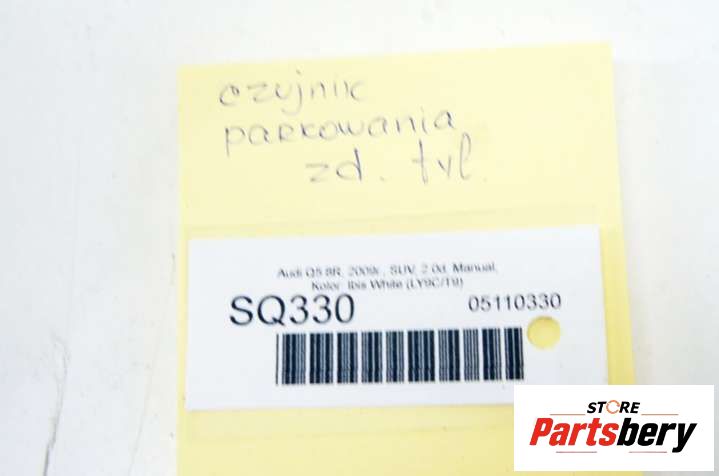 czujnik
parkowania
zd. tył.
Audi Q5 8R, 2009r., SUV, 2.0d, Manual,
Kolor: Ibis White (LY9C/T9)
SQ330 05110330
STORE
Partsbery